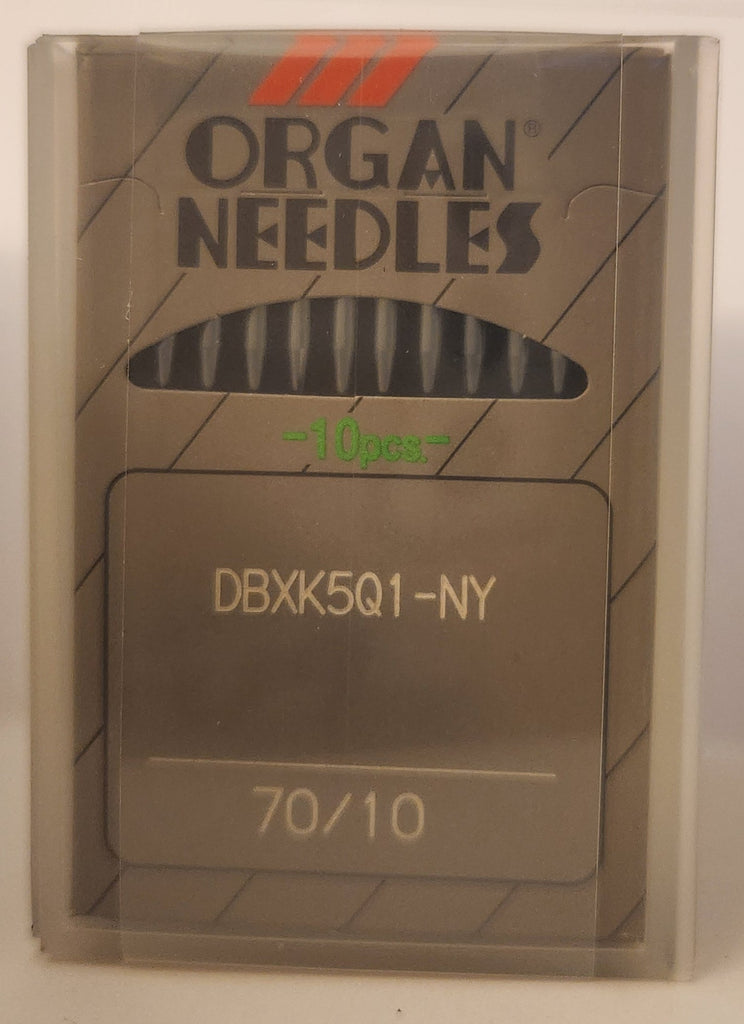 ORGAN®
NEEDLES
-10pcs.-
DBXK5Q1-NY
70/10